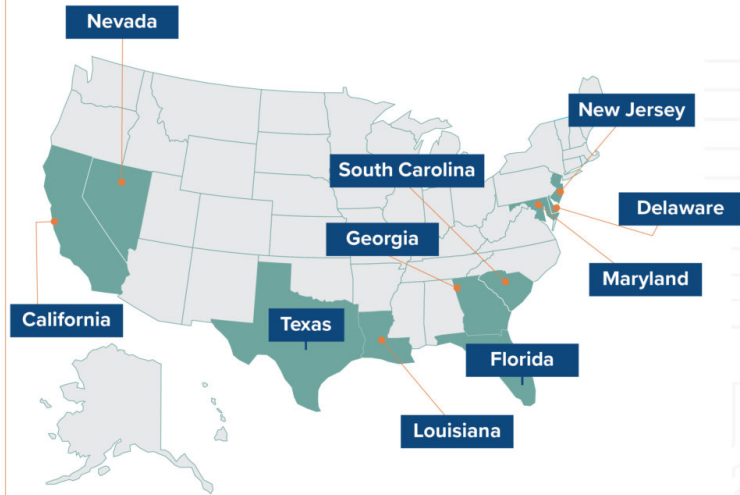 Nevada
New Jersey
South Carolina
Delaware
Georgia
Maryland
California
Texas
Florida
Louisiana